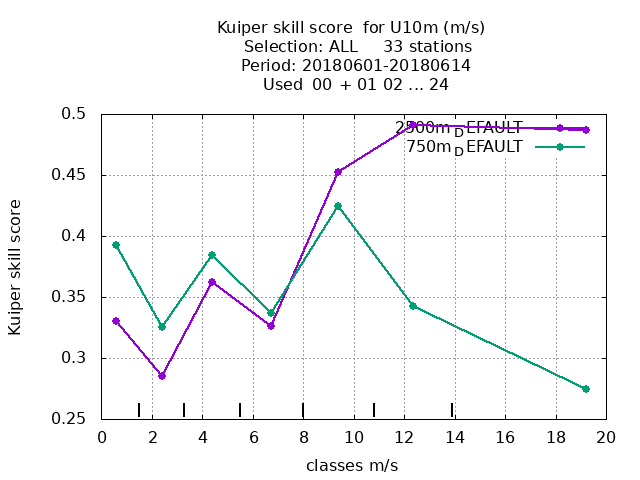 Kuiper skill score for U10m (m/s)
Selection: ALL 33 stations
Period: 20180601-20180614
Used 00 + 01 02 ... 24
0.5
0.45
0.4
0.35
0.3
0.25
Kuiper skill score
2500m_DEFAULT
750m_DEFAULT
0 2 4 6 8 10 12 14 16 18 20
classes m/s